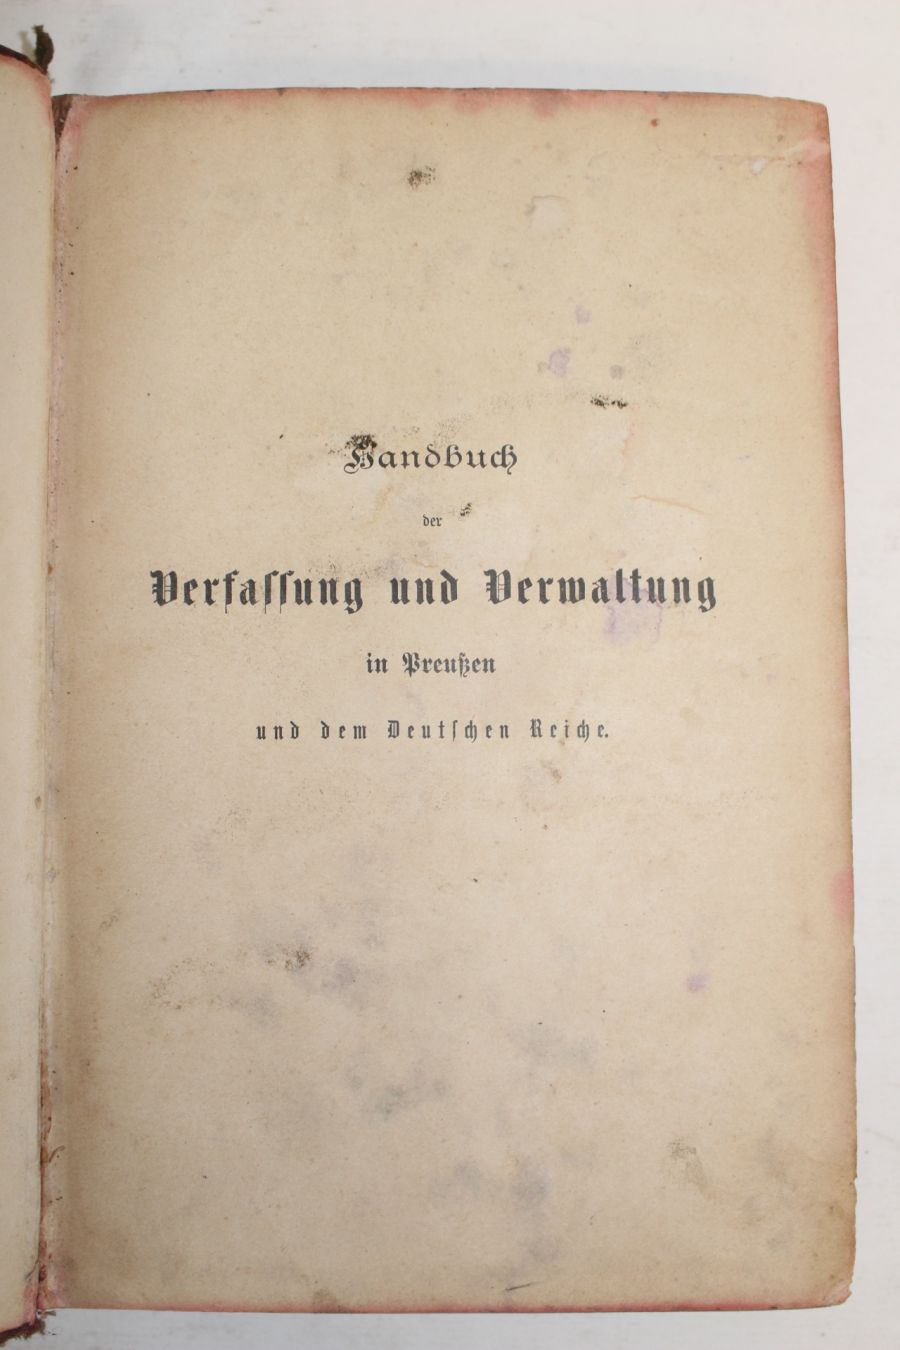 Handbuch
der
Verfassung und Verwaltung
in Preußen
und dem Deutschen Reiche.